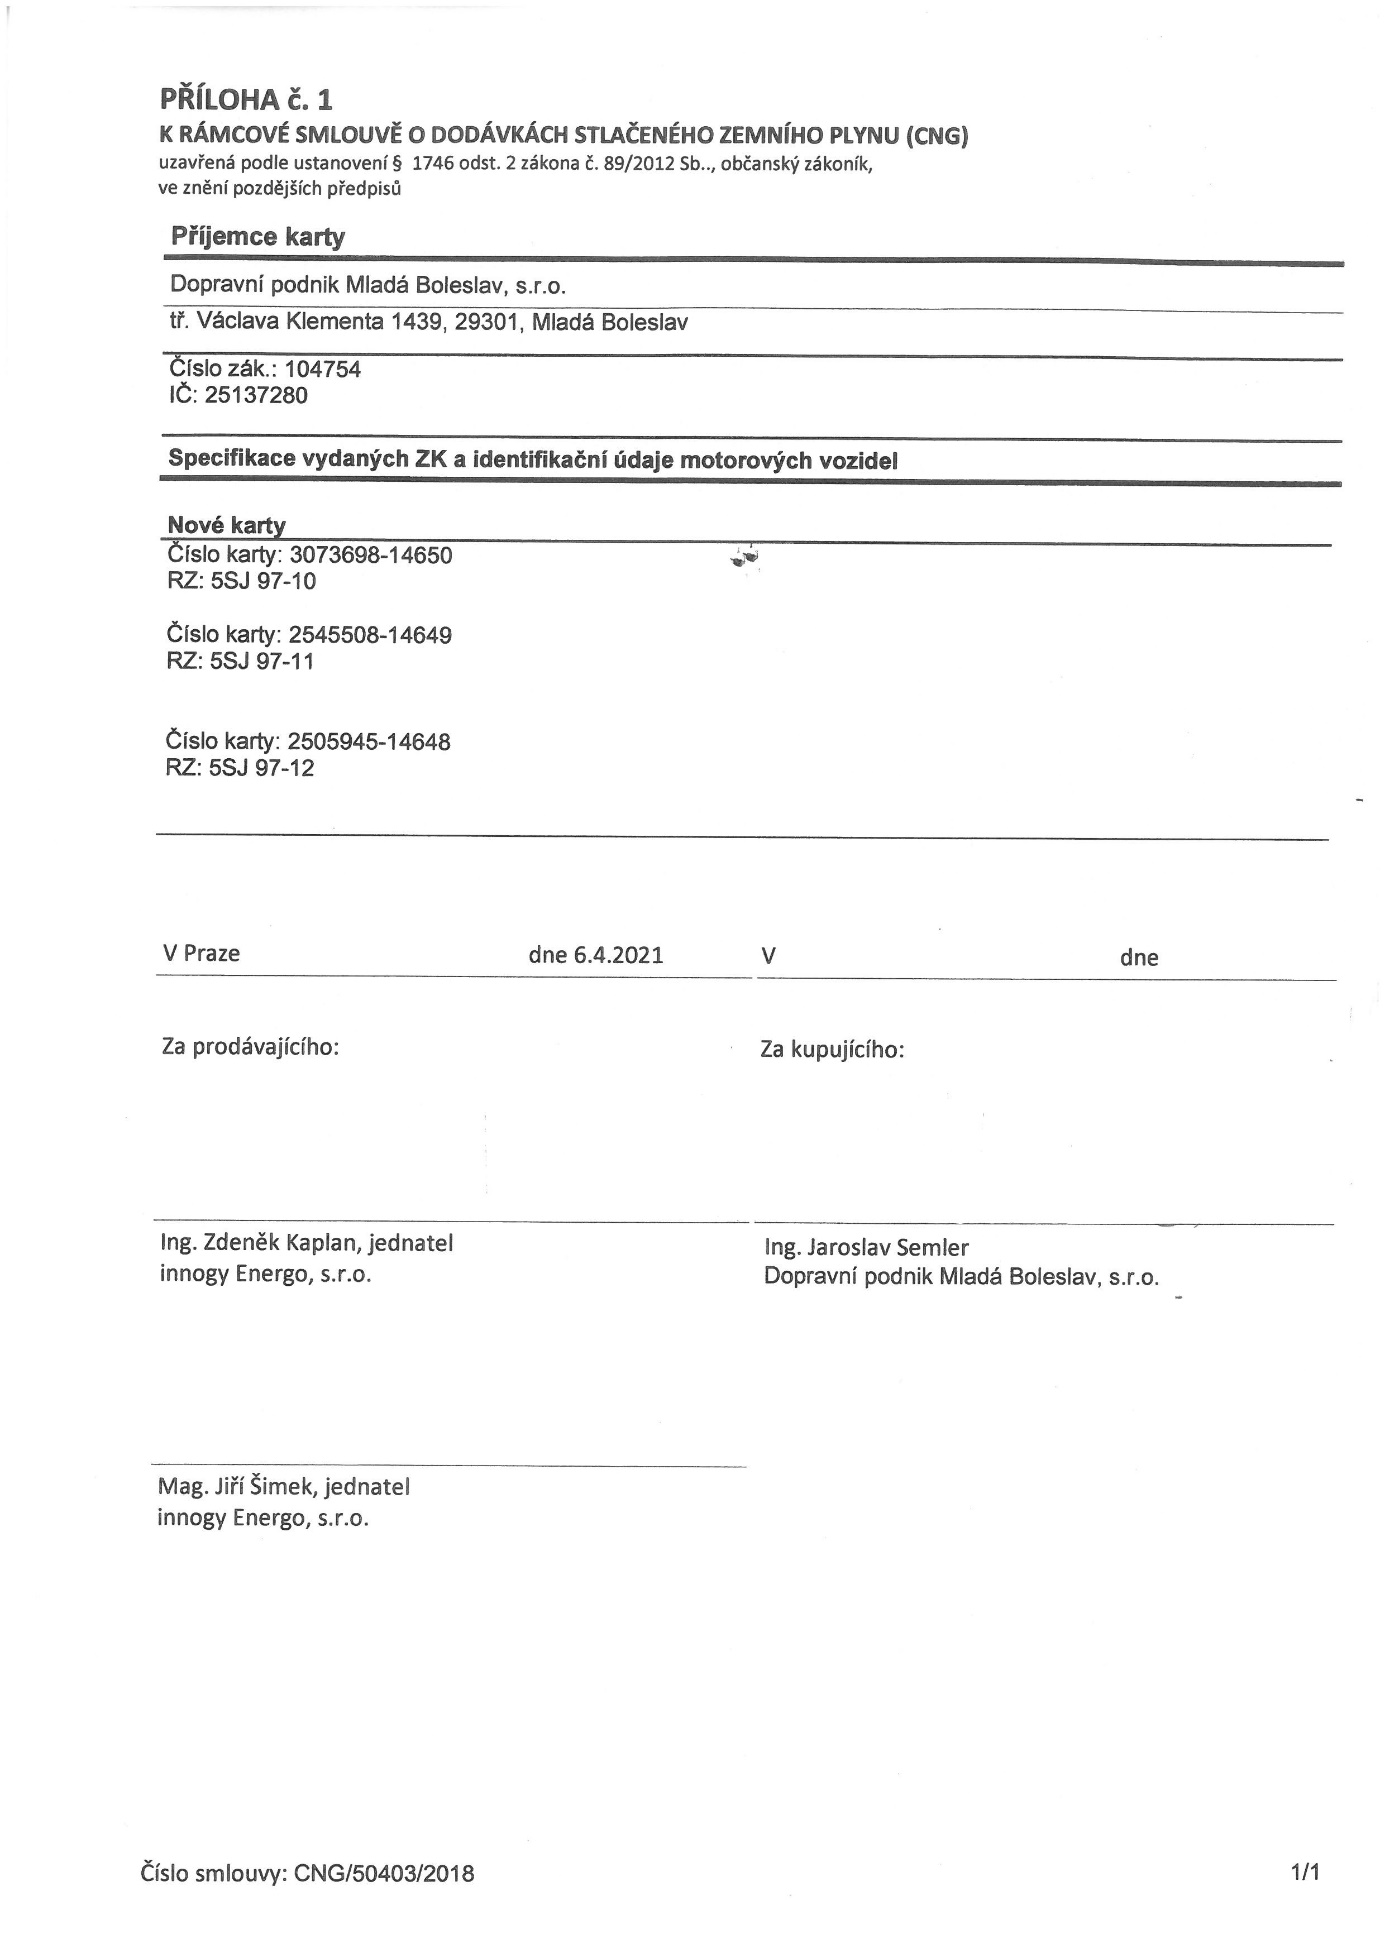 PŘÍLOHA č. 1
K RÁMCOVÉ SMLOUVĚ O DODÁVKÁCH STLAČENÉHO ZEMNÍHO PLYNU (CNG)
uzavřená podle ustanovení § 1746 odst. 2 zákona č. 89/2012 Sb.., občanský zákoník,
ve znění pozdějších předpisů
Příjemce karty
Dopravní podnik Mladá Boleslav, s.r.o.
tř. Václava Klementa 1439, 29301, Mladá Boleslav
Číslo zák.: 104754
IČ: 25137280
Specifikace vydaných ZK a identifikační údaje motorových vozidel
Nové karty
Číslo karty: 3073698-14650
RZ: 5SJ 97-10
Číslo karty: 2545508-14649
RZ: 5SJ 97-11
Číslo karty: 2505945-14648
RZ: 5SJ 97-12
V Praze dne 6.4.2021 V dne
Za prodávajícího: Za kupujícího:
Ing. Zdeněk Kaplan, jednatel Ing. Jaroslav Semler
innogy Energo, s.r.o. Dopravní podnik Mladá Boleslav, s.r.o.
Mag. Jiří Šimek, jednatel
innogy Energo, s.r.o.
Číslo smlouvy: CNG/50403/2018 1/1